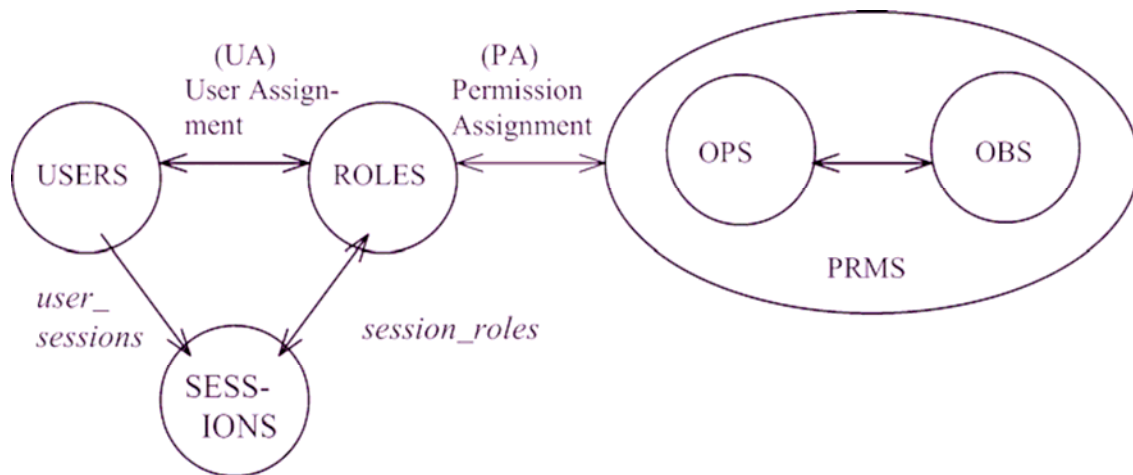 (UA)
User Assign-
ment
(PA)
Permission
Assignment
USERS
ROLES
OPS
OBS
PRMS
user_
sessions
session_roles
SESS-
IONS